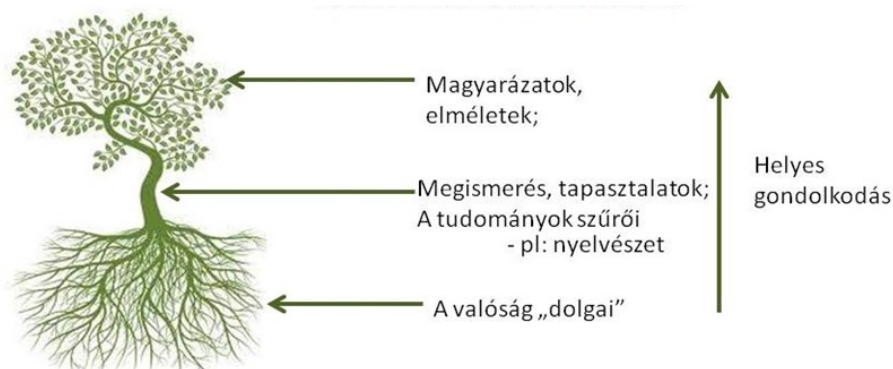 Magyarázatok,
elméletek;
Megismerés, tapasztalatok;
A tudományok szűrői
- pl: nyelvészet
A valóság „dolgai”
Helyes
gondolkodás